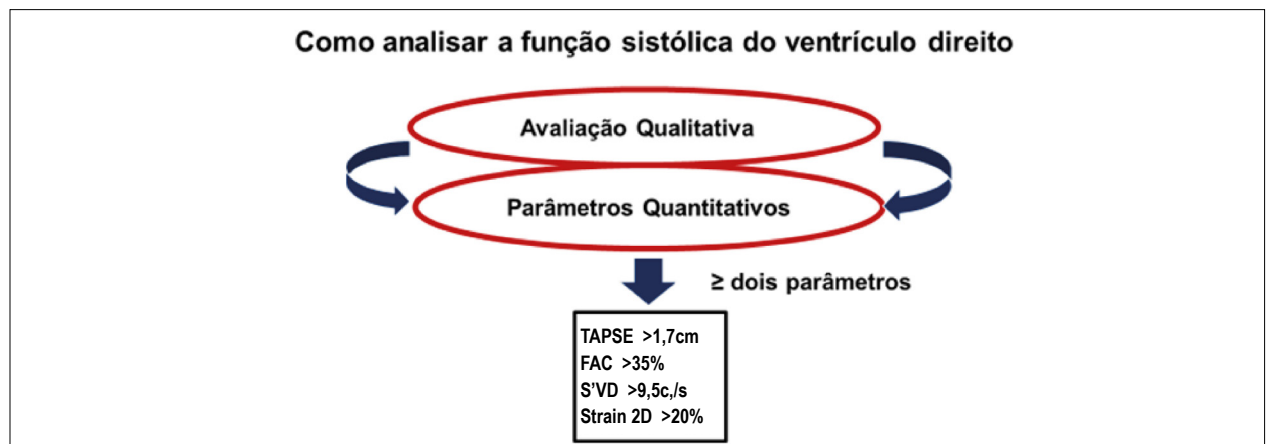 Como analisar a função sistólica do ventrículo direito
Avaliação Qualitativa
Parâmetros Quantitativos
≥ dois parâmetros
TAPSE >1,7cm
FAC >35%
S'VD >9,5c,/s
Strain 2D >20%